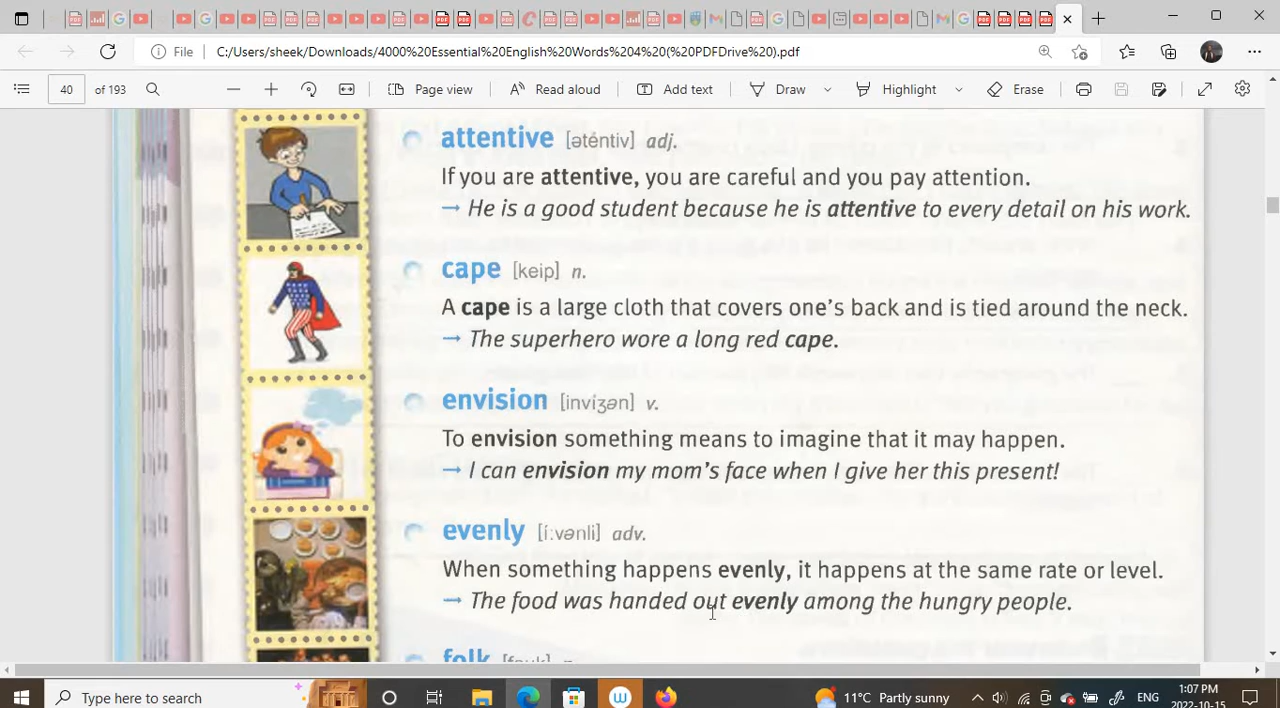 File
C:/Users/sheek/Downloads/4000%20Essential%20English%20Words%204%20(%20PDFDrive%20).pdf
40 of 193
Page view
Read aloud
Add text
Draw
Highlight
Erase
attentive [əténtiv] adj.
If you are attentive, you are careful and you pay attention.
→ He is a good student because he is attentive to every detail on his work.
cape [keip] n.
A cape is a large cloth that covers one's back and is tied around the neck.
→ The superhero wore a long red cape.
envision [invíʒən] v.
To envision something means to imagine that it may happen.
→ I can envision my mom's face when I give her this present!
evenly [í:vənli] adv.
When something happens evenly, it happens at the same rate or level.
→ The food was handed out evenly among the hungry people.
folk
Type here to search
11°C Partly sunny
ENG
1:07 PM
2022-10-15